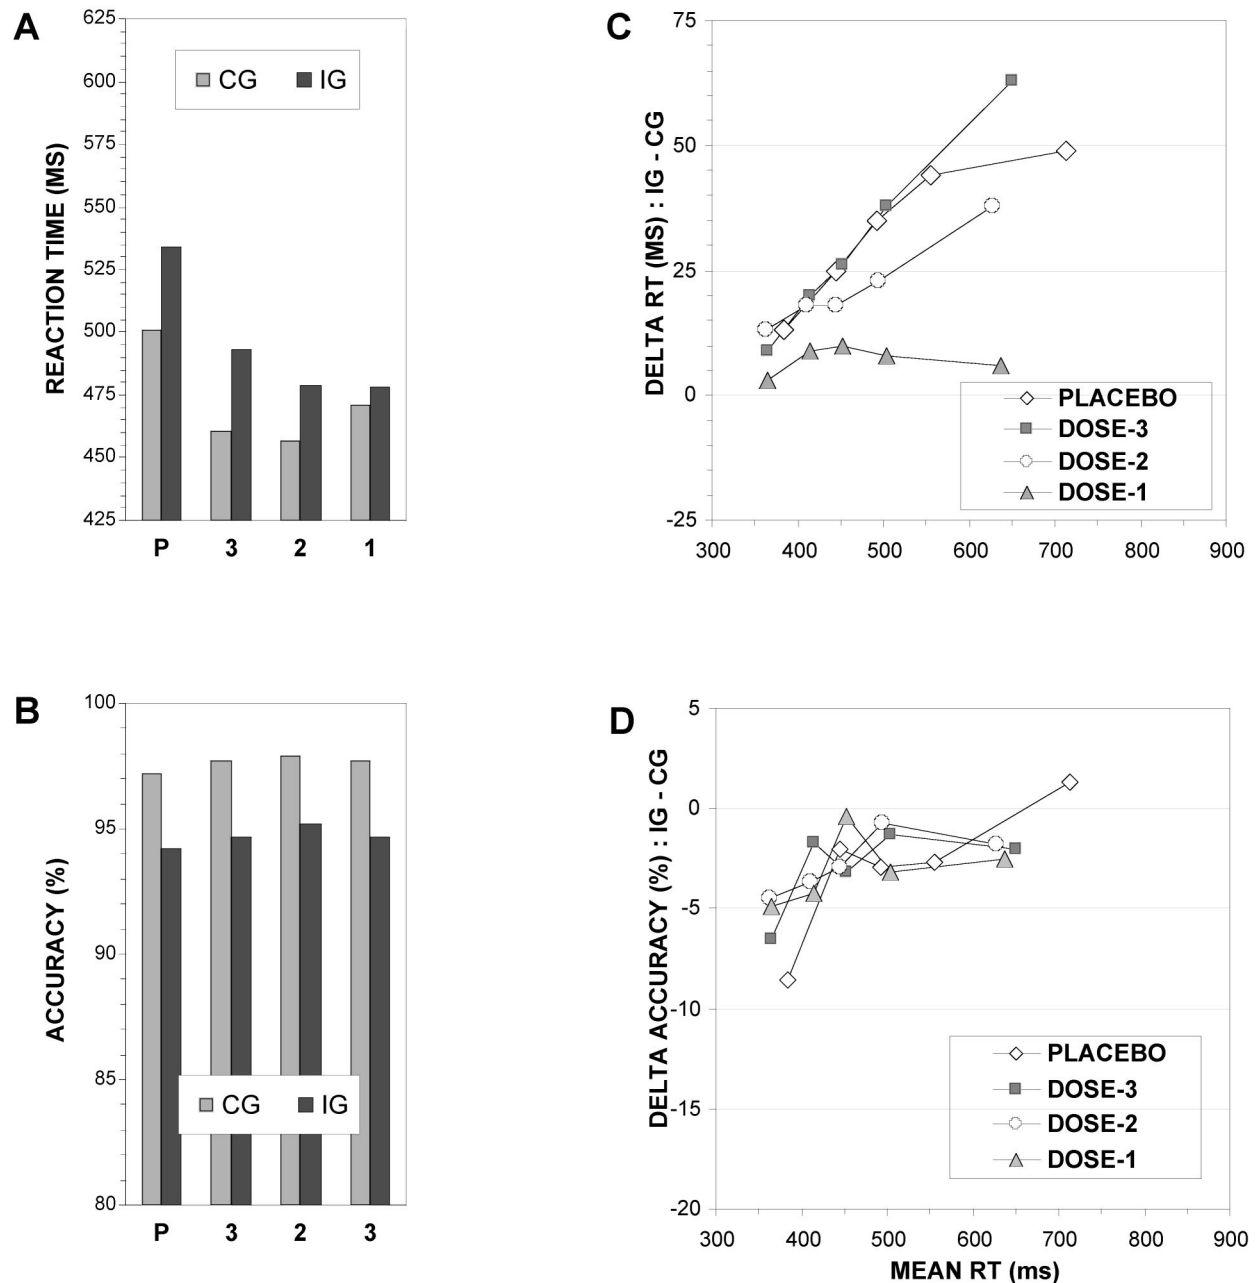 A
REACTION TIME (MS)
625
600
575
550
525
500
475
450
425
CG IG
P 3 2 1
C
DELTA RT (MS) : IG - CG
75
50
25
0
-25
PLACEBO
DOSE-3
DOSE-2
DOSE-1
300 400 500 600 700 800 900
B
ACCURACY (%)
100
95
90
85
80
CG IG
P 3 2 3
D
DELTA ACCURACY (%) : IG - CG
5
0
-5
-10
-15
-20
PLACEBO
DOSE-3
DOSE-2
DOSE-1
300 400 500 600 700 800 900
MEAN RT (ms)